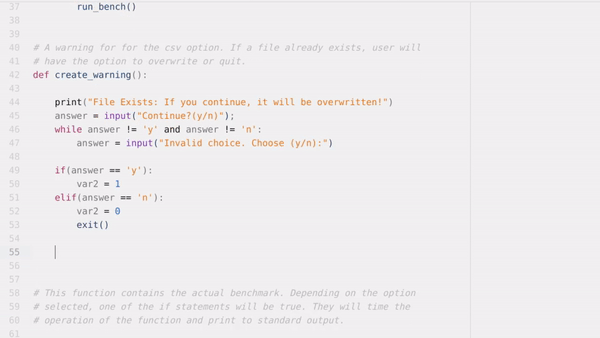 37 run_bench()
38
39
40 # A warning for for the csv option. If a file already exists, user will
41 # have the option to overwrite or quit.
42 def create_warning():
43
44 print("File Exists: If you continue, it will be overwritten!")
45 answer = input("Continue?(y/n)");
46 while answer != 'y' and answer != 'n':
47 answer = input("Invalid choice. Choose (y/n):")
48
49 if(answer == 'y'):
50 var2 = 1
51 elif(answer == 'n'):
52 var2 = 0
53 exit()
54
55
56
57
58 # This function contains the actual benchmark. Depending on the option
59 # selected, one of the if statements will be true. They will time the
60 # operation of the function and print to standard output.
61